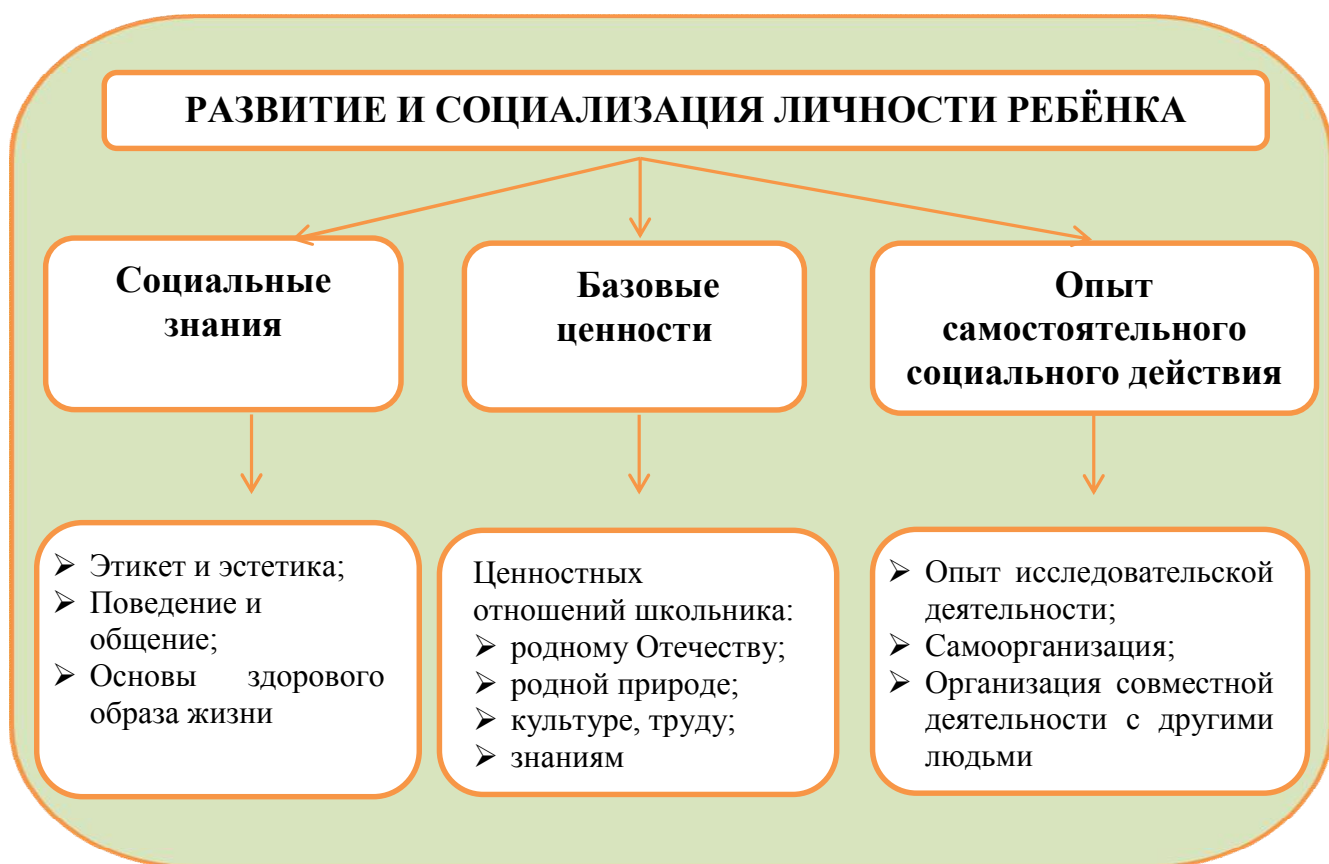 РАЗВИТИЕ И СОЦИАЛИЗАЦИЯ ЛИЧНОСТИ РЕБЁНКА
Социальные
знания
Базовые
ценности
Опыт
самостоятельного
социального действия
➢ Этикет и эстетика;
➢ Поведение и
общение;
➢ Основы здорового
образа жизни
Ценностных
отношений школьника:
➢ родному Отечеству;
➢ родной природе;
➢ культуре, труду;
➢ знаниям
➢ Опыт исследовательской
деятельности;
➢ Самоорганизация;
➢ Организация совместной
деятельности с другими
людьми